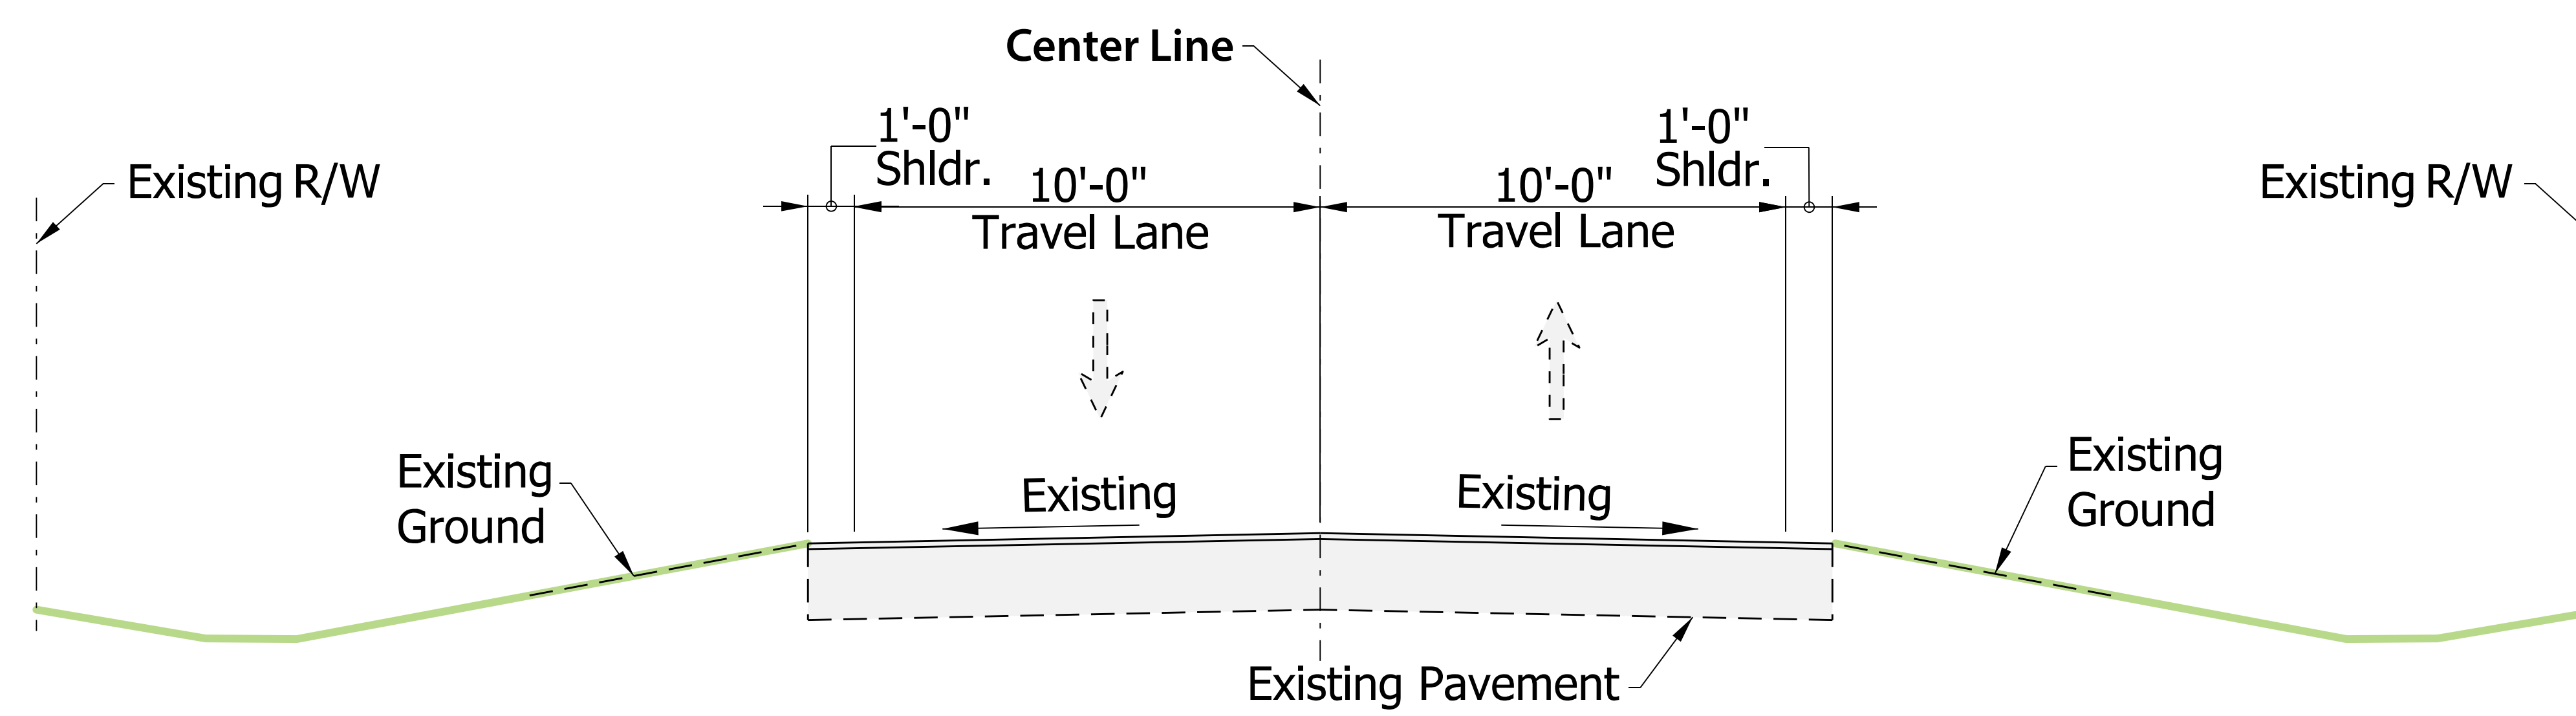 Center Line
1'-0"
Shldr.
1'-0"
Shldr.
Existing R/W
10'-0"
Travel Lane
10'-0"
Travel Lane
Existing R/W
Existing
Ground
Existing
Existing
Existing
Ground
Existing Pavement